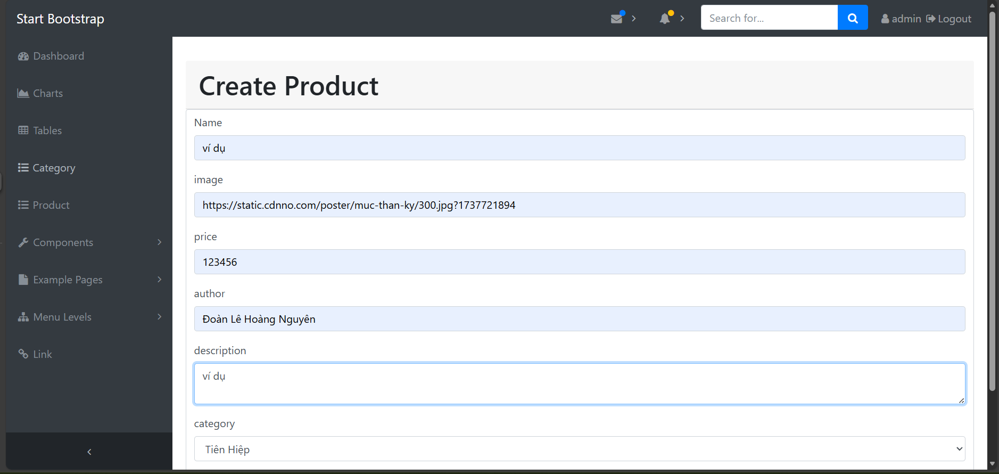 Start Bootstrap
Search for...
admin
Logout
Dashboard
Charts
Tables
Category
Product
Components
Example Pages
Menu Levels
Link
Create Product
Name
ví dụ
image
https://static.cdnno.com/poster/muc-than-ky/300.jpg?1737721894
price
123456
author
Đoàn Lê Hoàng Nguyên
description
ví dụ
category
Tiên Hiệp